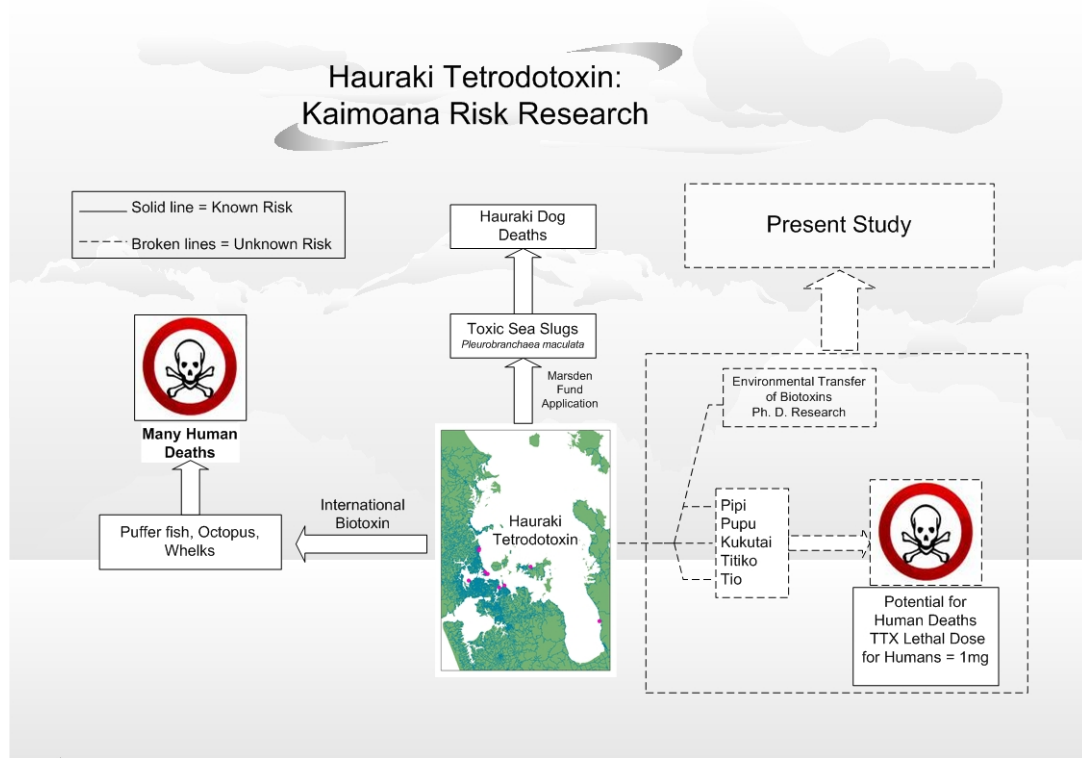 Hauraki Tetrodotoxin:
Kaimoana Risk Research
Solid line = Known Risk
Broken lines = Unknown Risk
Hauraki Dog
Deaths
Present Study
Toxic Sea Slugs
Pleurobranchaea maculata
Marsden
Fund
Application
Many Human
Deaths
Environmental Transfer
of Biotoxins
Ph. D. Research
International
Biotoxin
Puffer fish, Octopus,
Whelks
Hauraki
Tetrodotoxin
Pipi
Pupu
Kukutai
Titiko
Tio
Potential for
Human Deaths
TTX Lethal Dose
for Humans = 1mg